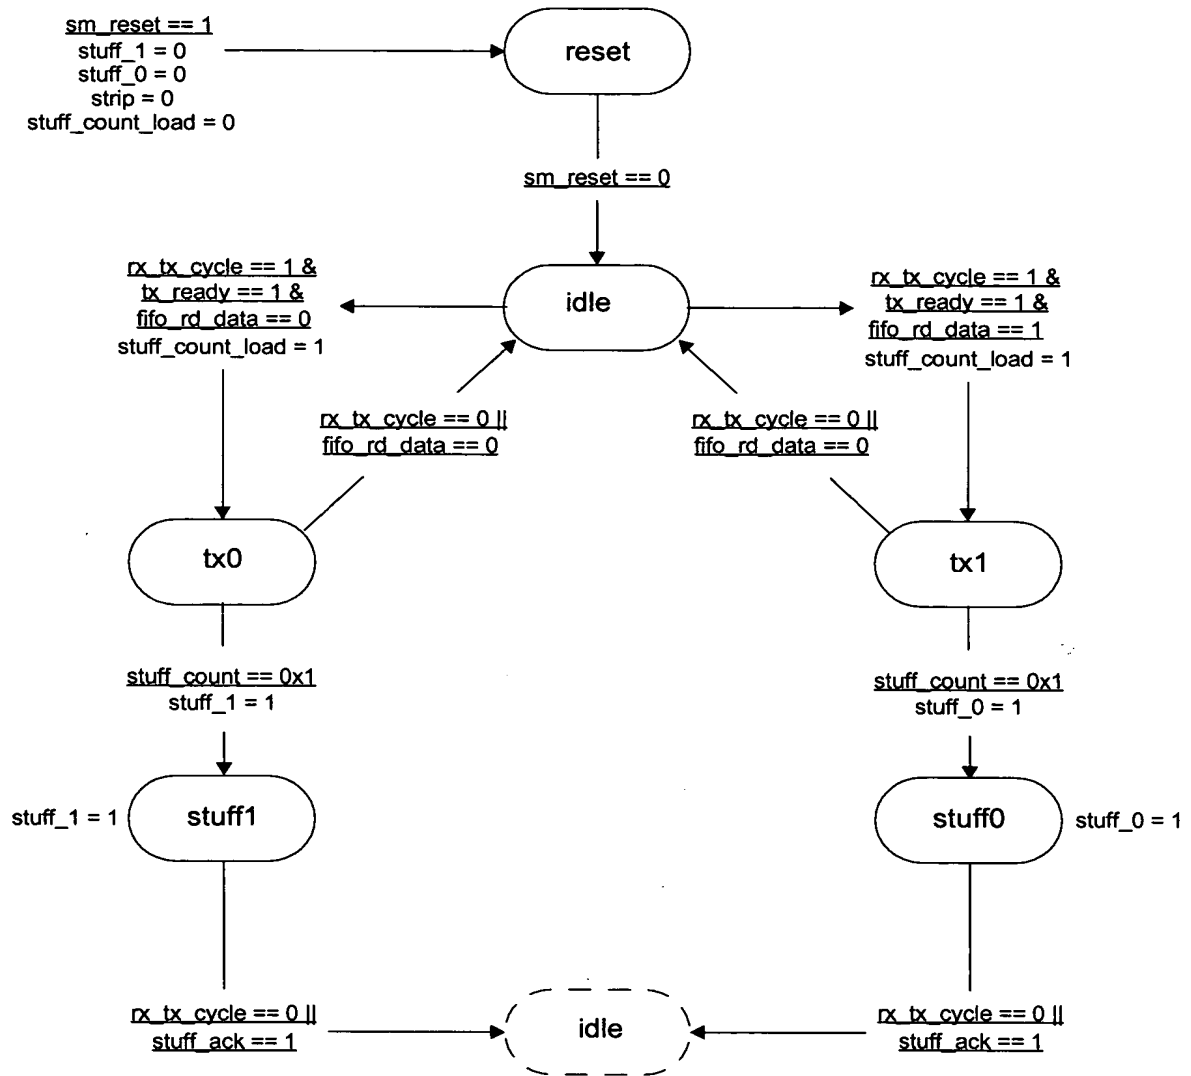 sm_reset == 1
stuff_1 = 0
stuff_0 = 0
strip = 0
stuff_count_load = 0
reset
sm_reset == 0
rx_tx_cycle == 1 &
tx_ready == 1 &
fifo_rd_data == 0
stuff_count_load = 1
idle
rx_tx_cycle == 1 &
tx_ready == 1 &
fifo_rd_data == 1
stuff_count_load = 1
rx_tx_cycle == 0 ||
fifo_rd_data == 0
rx_tx_cycle == 0 ||
fifo_rd_data == 0
tx0
tx1
stuff_count == 0x1
stuff_1 = 1
stuff_count == 0x1
stuff_0 = 1
stuff_1 = 1
stuff1
stuff0
stuff_0 = 1
rx_tx_cycle == 0 ||
stuff_ack == 1
idle
rx_tx_cycle == 0 ||
stuff_ack == 1